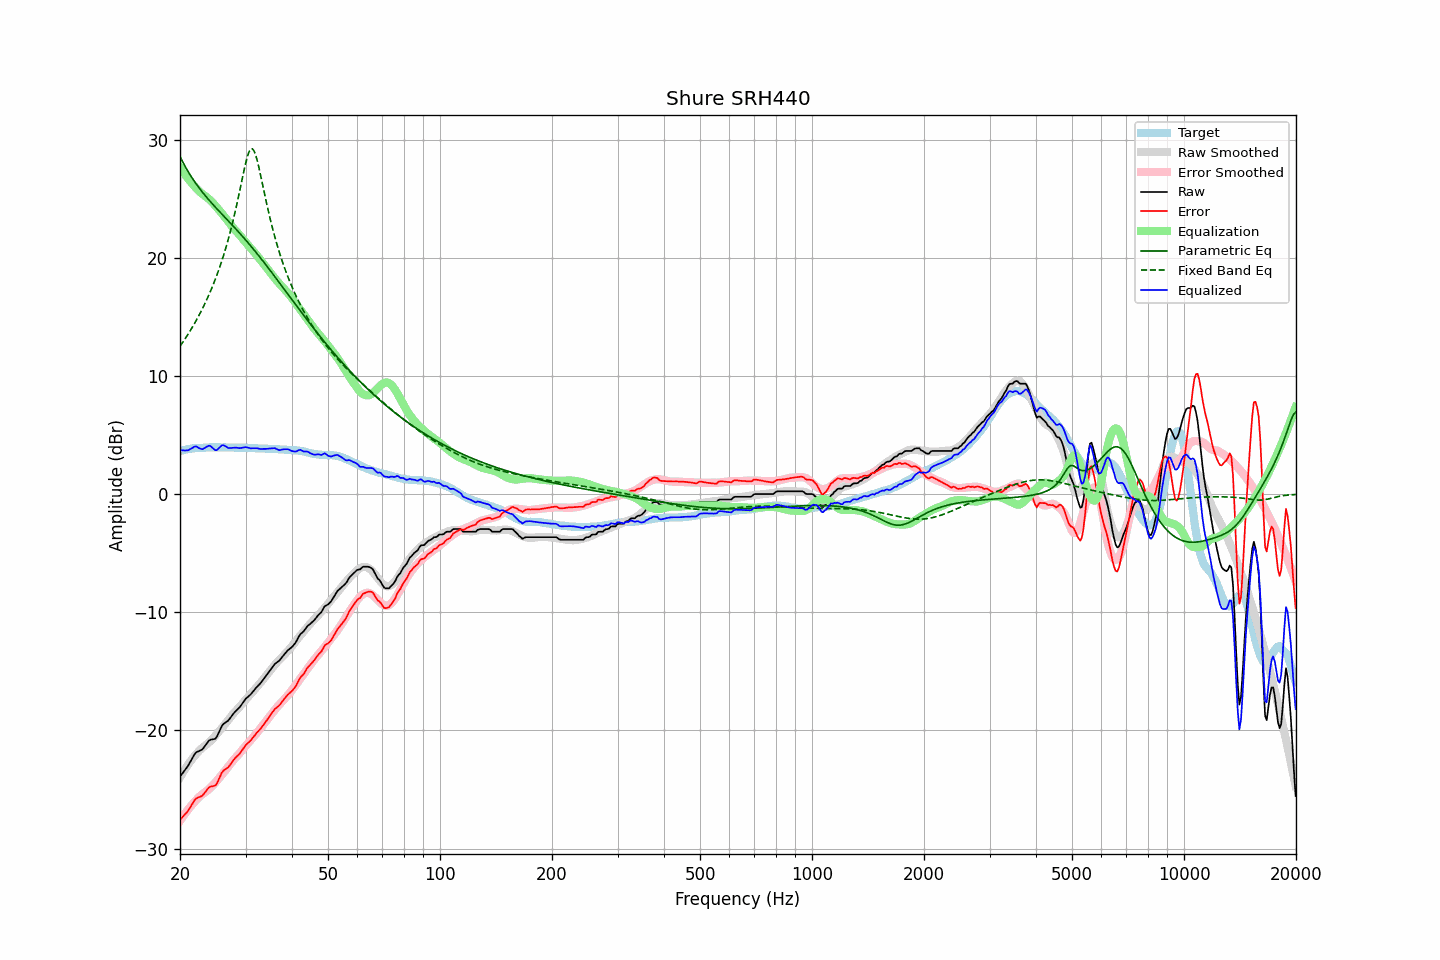 Shure SRH440
Amplitude (dBr)
30
20
10
0
−10
−20
−30
20
50
100
200
500
1000
2000
5000
10000
20000
Frequency (Hz)
Target
Raw Smoothed
Error Smoothed
Raw
Error
Equalization
Parametric Eq
Fixed Band Eq
Equalized